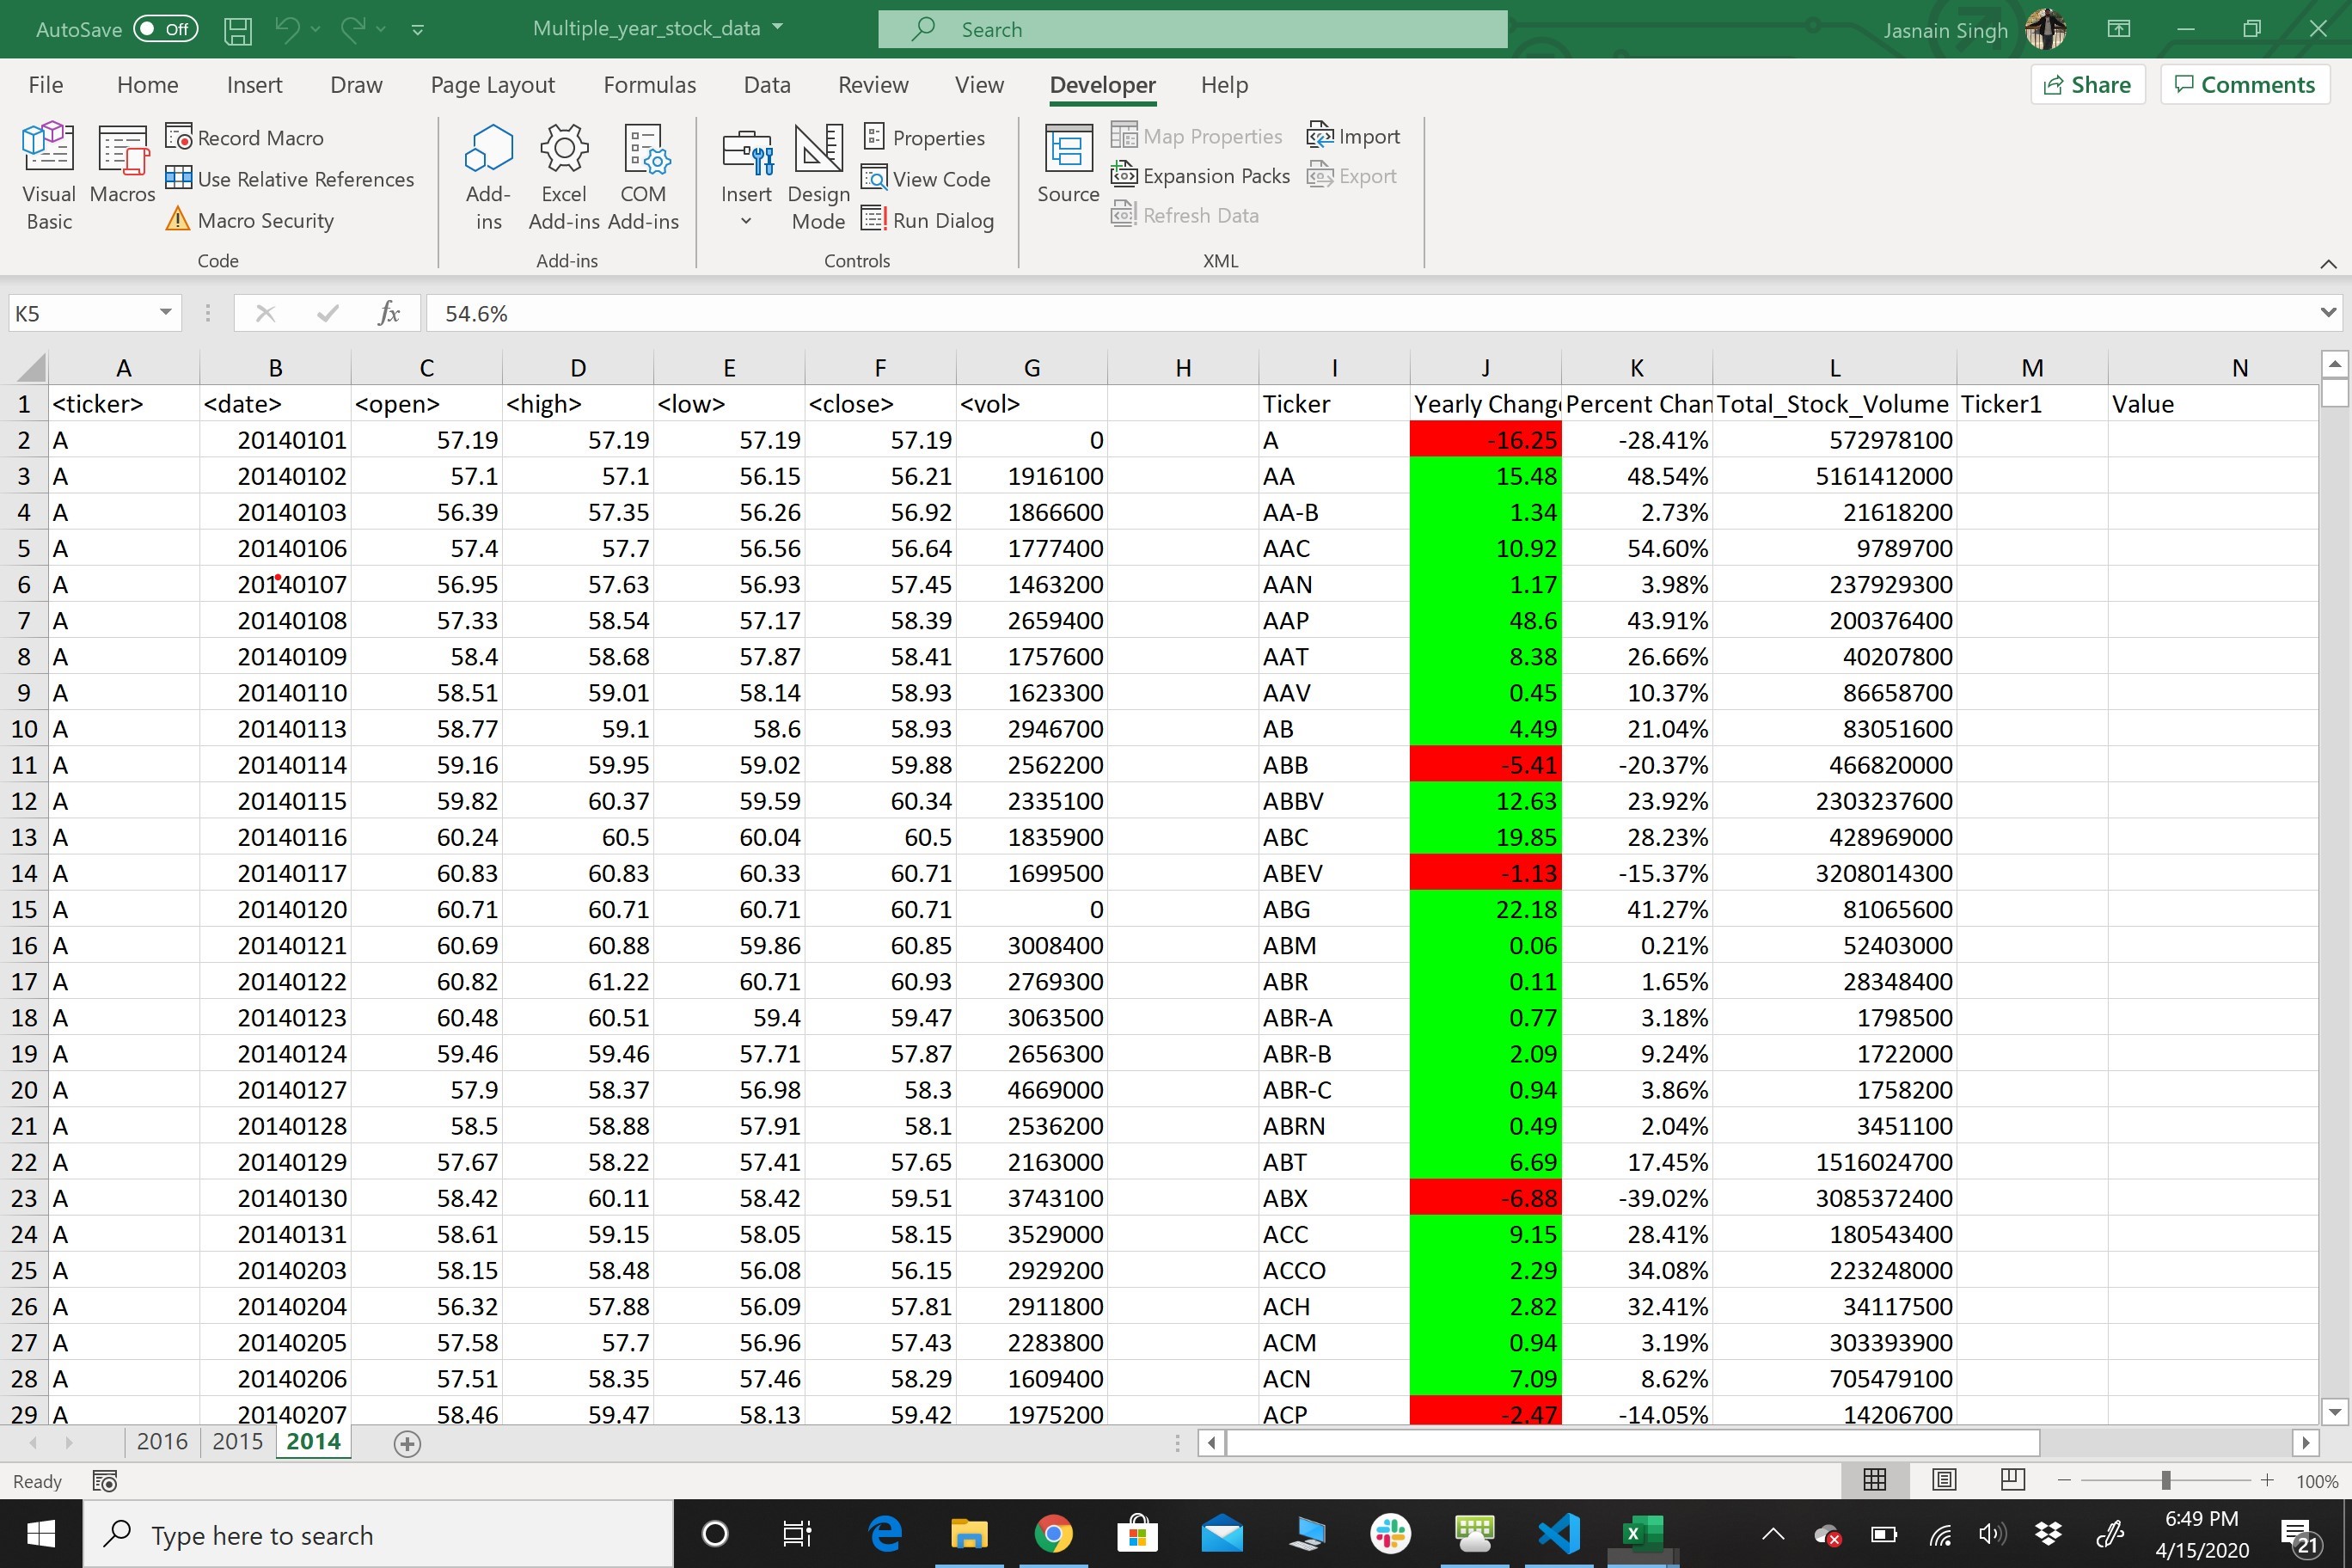 AutoSave Off Multiple_year_stock_data Search Jasnain Singh
File Home Insert Draw Page Layout Formulas Data Review View Developer Help Share Comments
Visual Basic Macros Record Macro Use Relative References Macro Security
Add-ins Excel Add-ins COM Add-ins
Insert Design Mode Properties View Code Run Dialog
Source Map Properties Expansion Packs Refresh Data Import Export
Code Add-ins Controls XML
K5 fx 54.6%
A B C D E F G H I J K L M N
1 <ticker> <date> <open> <high> <low> <close> <vol> Ticker Yearly Chang Percent Chan Total_Stock_Volume Ticker1 Value
2 A 20140101 57.19 57.19 57.19 57.19 0 A -16.25 -28.41% 572978100
3 A 20140102 57.1 57.1 56.15 56.21 1916100 AA 15.48 48.54% 5161412000
4 A 20140103 56.39 57.35 56.26 56.92 1866600 AA-B 1.34 2.73% 21618200
5 A 20140106 57.4 57.7 56.56 56.64 1777400 AAC 10.92 54.60% 9789700
6 A 20140107 56.95 57.63 56.93 57.45 1463200 AAN 1.17 3.98% 237929300
7 A 20140108 57.33 58.54 57.17 58.39 2659400 AAP 48.6 43.91% 200376400
8 A 20140109 58.4 58.68 57.87 58.41 1757600 AAT 8.38 26.66% 40207800
9 A 20140110 58.51 59.01 58.14 58.93 1623300 AAV 0.45 10.37% 86658700
10 A 20140113 58.77 59.1 58.6 58.93 2946700 AB 4.49 21.04% 83051600
11 A 20140114 59.16 59.95 59.02 59.88 2562200 ABB -5.41 -20.37% 466820000
12 A 20140115 59.82 60.37 59.59 60.34 2335100 ABBV 12.63 23.92% 2303237600
13 A 20140116 60.24 60.5 60.04 60.5 1835900 ABC 19.85 28.23% 428969000
14 A 20140117 60.83 60.83 60.33 60.71 1699500 ABEV -1.13 -15.37% 3208014300
15 A 20140120 60.71 60.71 60.71 60.71 0 ABG 22.18 41.27% 81065600
16 A 20140121 60.69 60.88 59.86 60.85 3008400 ABM 0.06 0.21% 52403000
17 A 20140122 60.82 61.22 60.71 60.93 2769300 ABR 0.11 1.65% 28348400
18 A 20140123 60.48 60.51 59.4 59.47 3063500 ABR-A 0.77 3.18% 1798500
19 A 20140124 59.46 59.46 57.71 57.87 2656300 ABR-B 2.09 9.24% 1722000
20 A 20140127 57.9 58.37 56.98 58.3 4669000 ABR-C 0.94 3.86% 1758200
21 A 20140128 58.5 58.88 57.91 58.1 2536200 ABRN 0.49 2.04% 3451100
22 A 20140129 57.67 58.22 57.41 57.65 2163000 ABT 6.69 17.45% 1516024700
23 A 20140130 58.42 60.11 58.42 59.51 3743100 ABX -6.88 -39.02% 3085372400
24 A 20140131 58.61 59.15 58.05 58.15 3529000 ACC 9.15 28.41% 180543400
25 A 20140203 58.15 58.48 56.08 56.15 2929200 ACCO 2.29 34.08% 223248000
26 A 20140204 56.32 57.88 56.09 57.81 2911800 ACH 2.82 32.41% 34117500
27 A 20140205 57.58 57.7 56.96 57.43 2283800 ACM 0.94 3.19% 303393900
28 A 20140206 57.51 58.35 57.46 58.29 1609400 ACN 7.09 8.62% 705479100
29 A 20140207 58.46 59.47 58.13 59.42 1975200 ACP -2.47 -14.05% 14206700
2016 2015 2014
Ready 100%
Type here to search 6:49 PM
4/15/2020 21